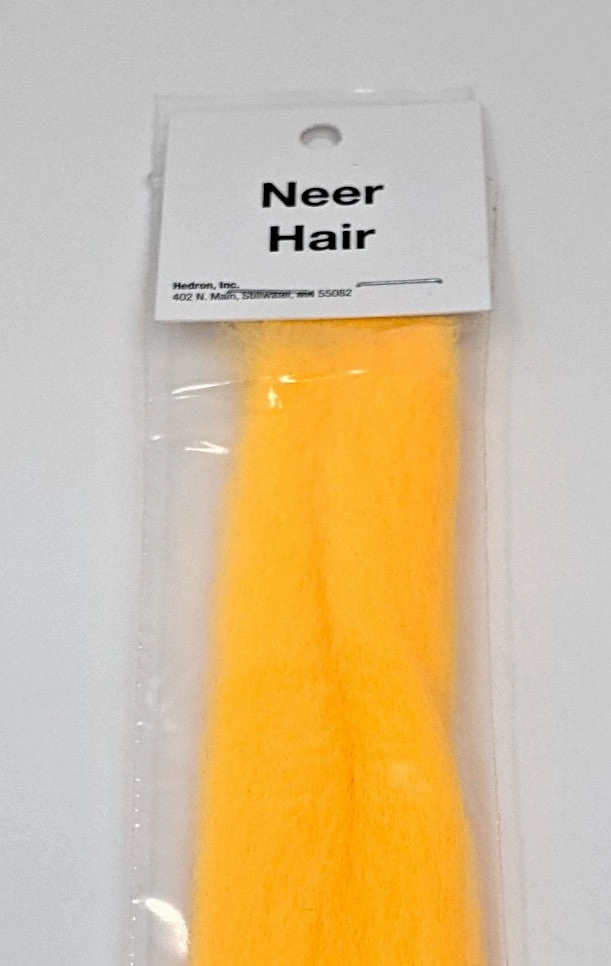 Neer
Hair
Hedron, Inc.
402 N. Main, Stillwater, MN 55082